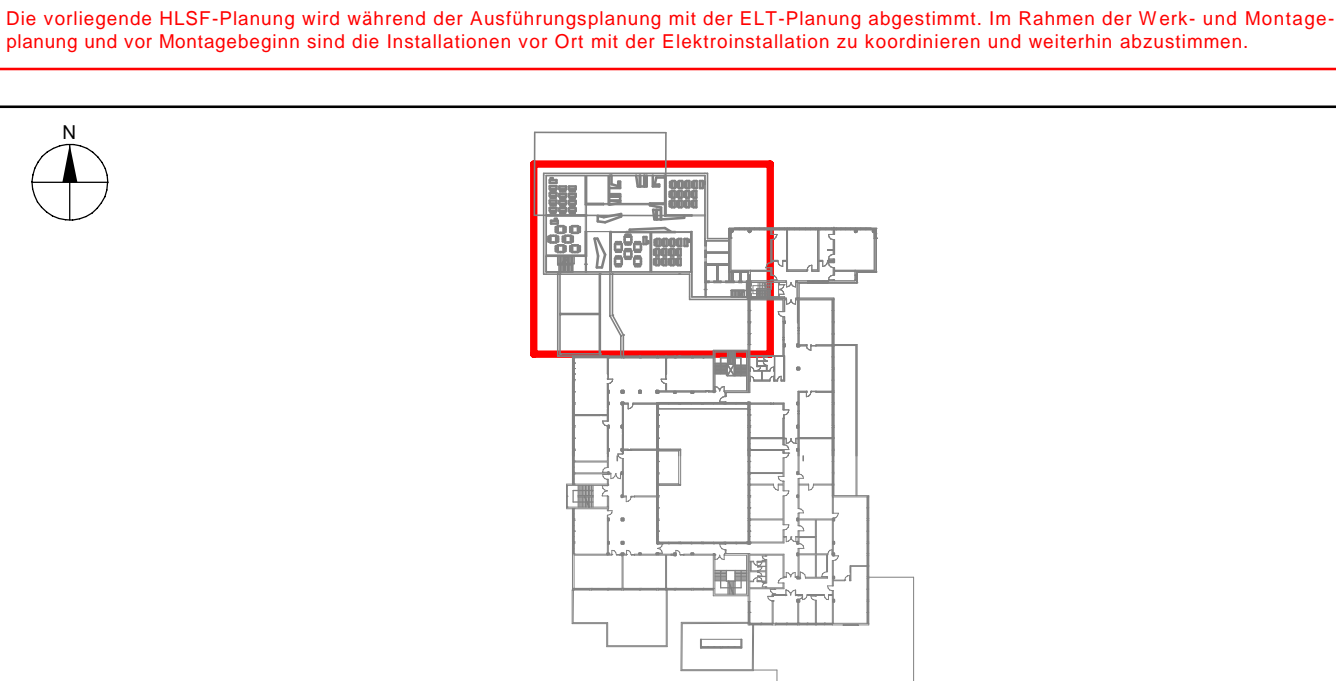 Die vorliegende HLSF-Planung wird während der Ausführungsplanung mit der ELT-Planung abgestimmt. Im Rahmen der Werk- und Montage-
planung und vor Montagebeginn sind die Installationen vor Ort mit der Elektroinstallation zu koordinieren und weiterhin abzustimmen.
N